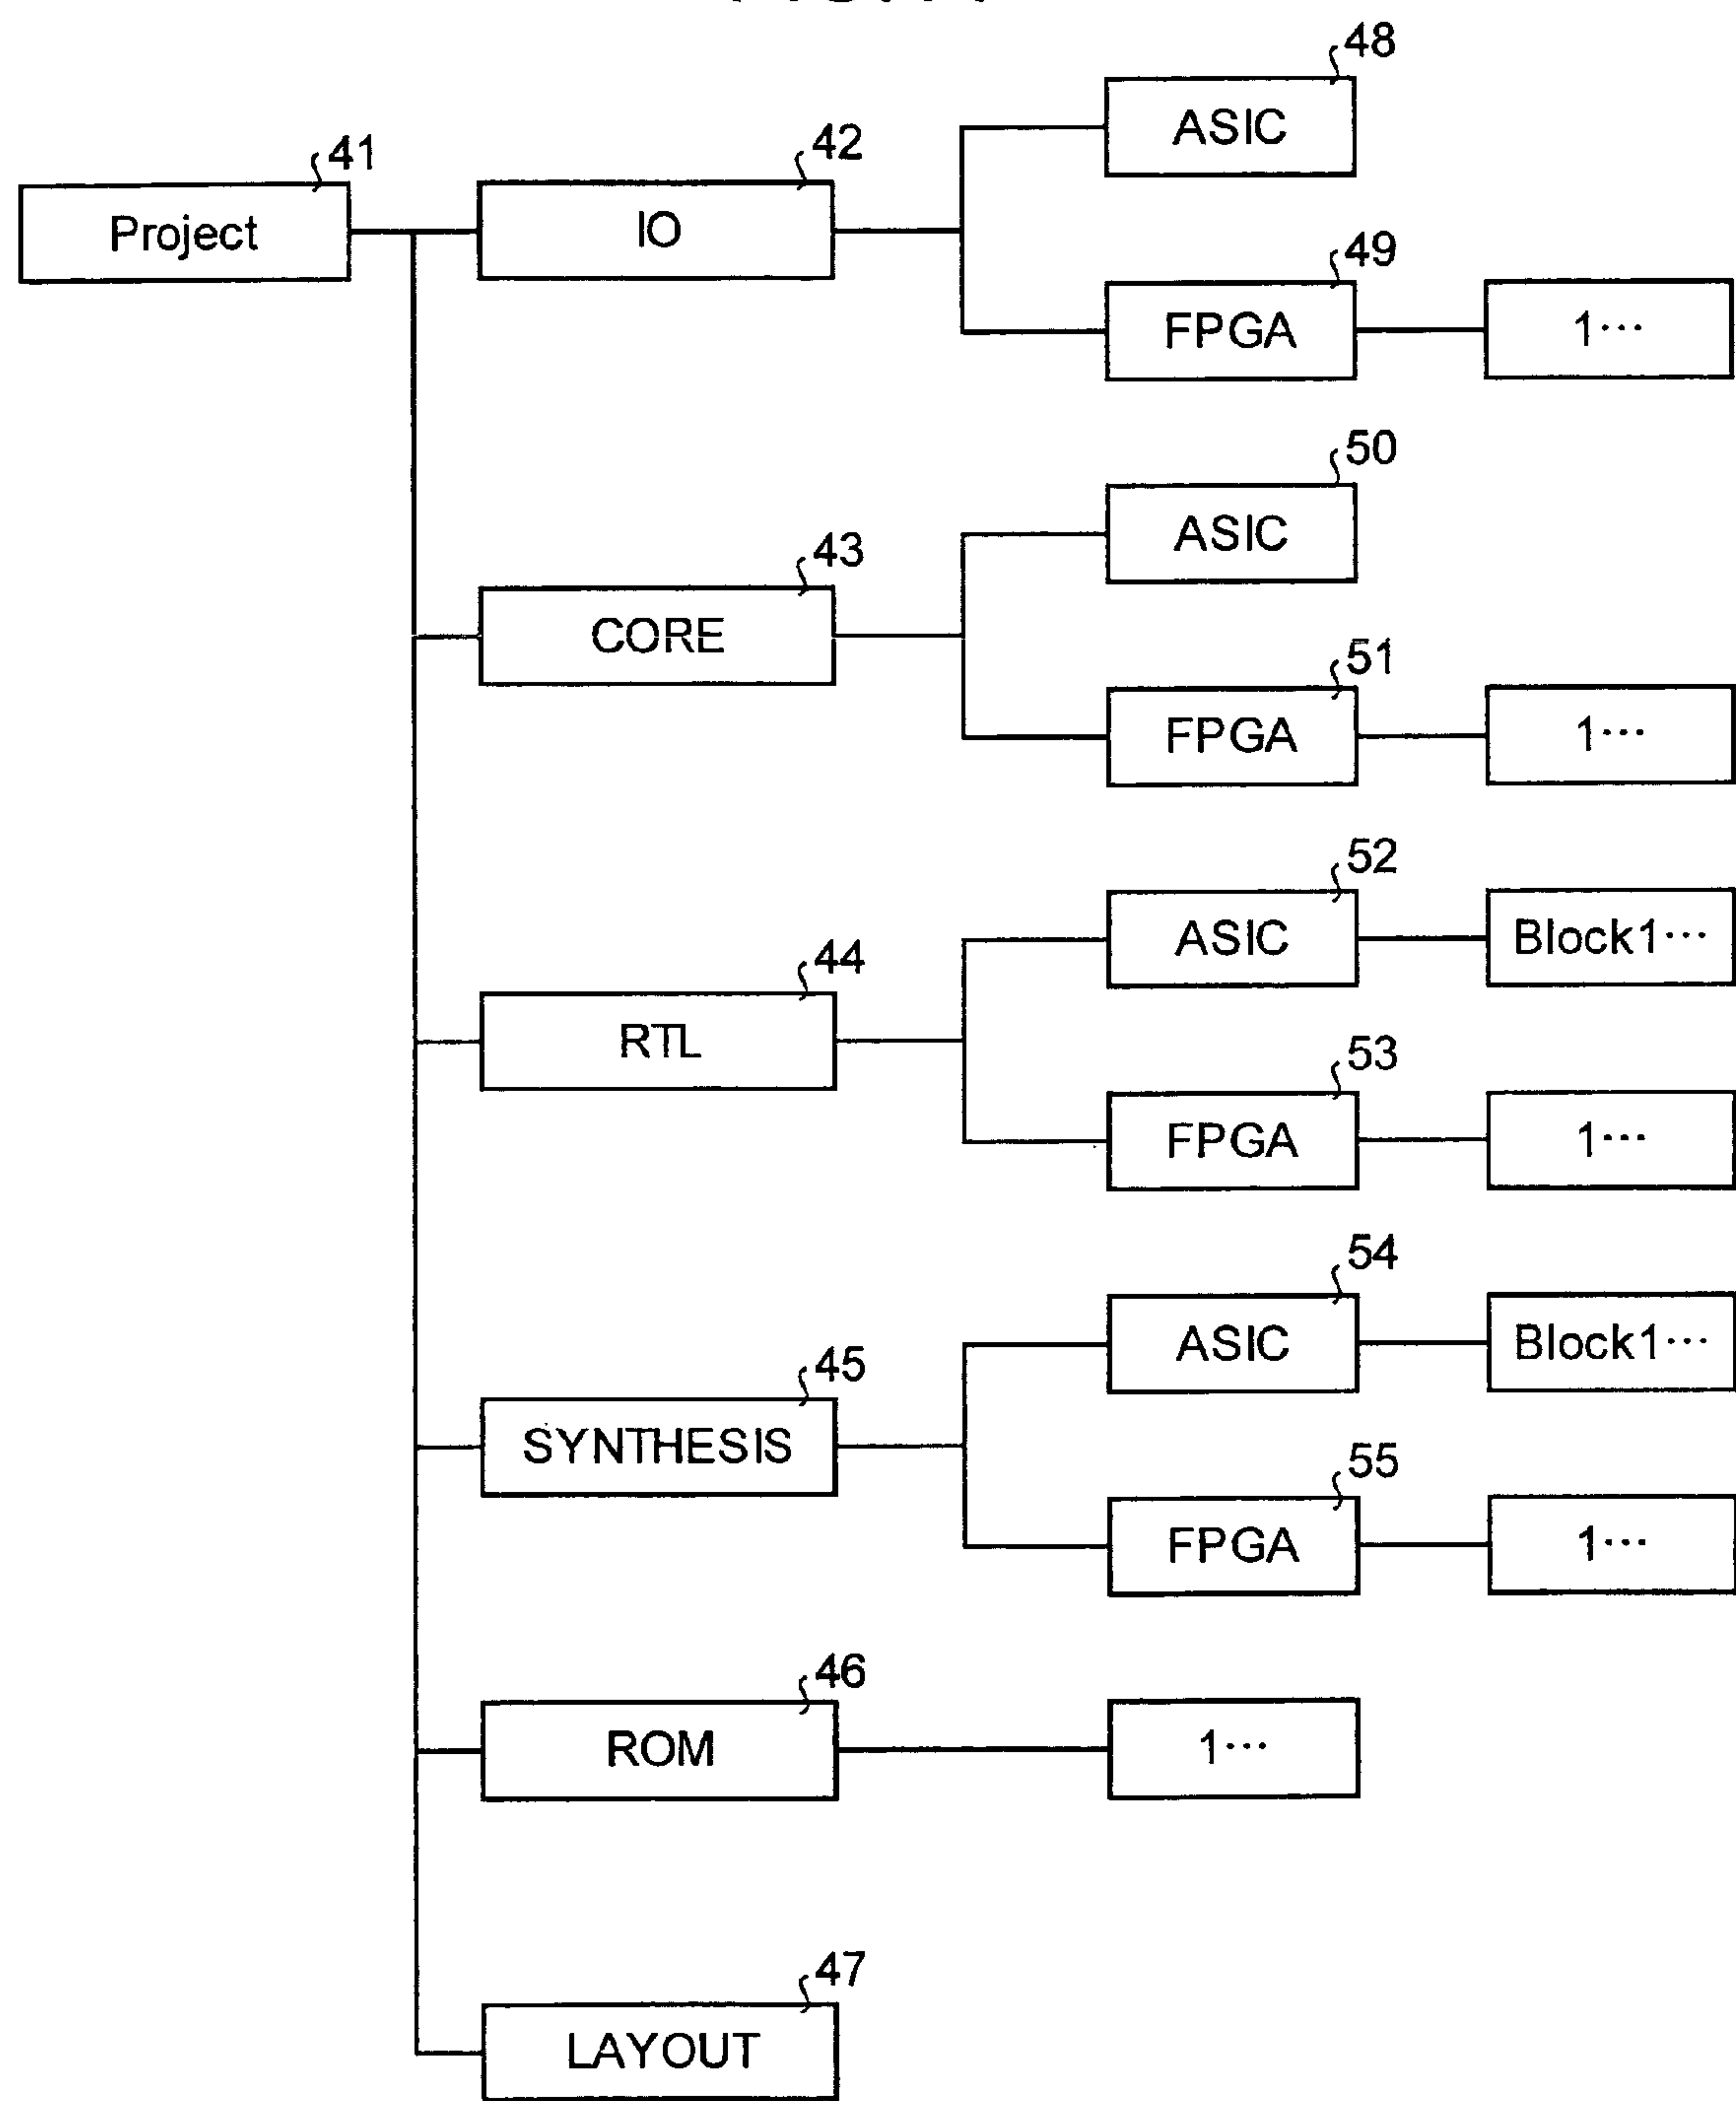 48
ASIC
41
42
Project
IO
49
FPGA
1···
50
ASIC
43
CORE
51
FPGA
1···
52
ASIC
Block1···
44
RTL
53
FPGA
1···
54
ASIC
Block1···
45
SYNTHESIS
55
FPGA
1···
46
ROM
1···
47
LAYOUT